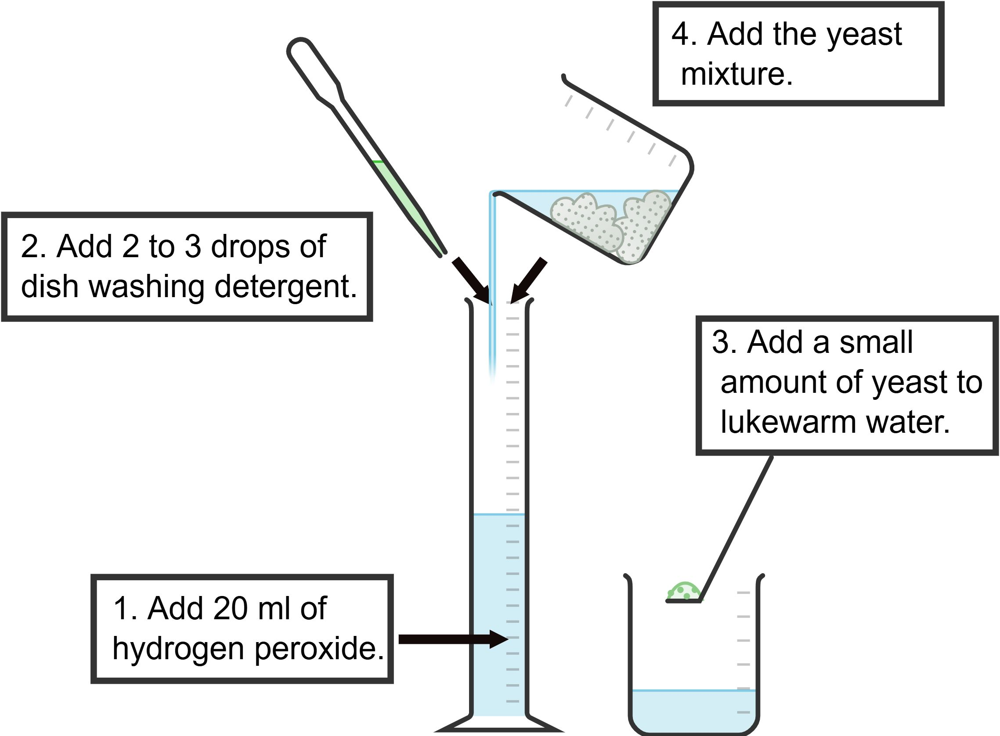 1. Add 20 ml of
hydrogen peroxide.
2. Add 2 to 3 drops of
dish washing detergent.
3. Add a small
amount of yeast to
lukewarm water.
4. Add the yeast
mixture.